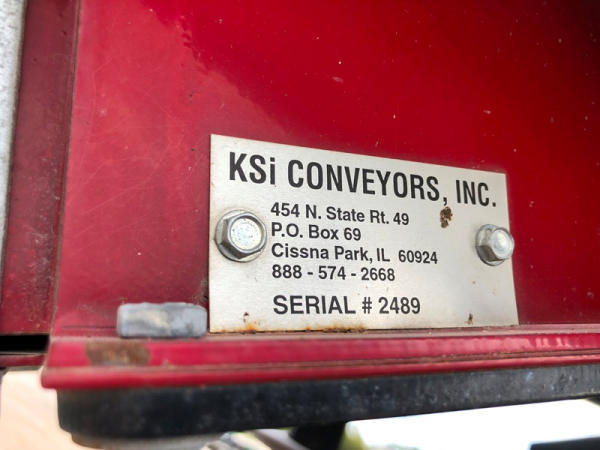 KSi CONVEYORS, INC.
454 N. State Rt. 49
P.O. Box 69
Cissna Park, IL 60924
888 - 574 - 2668
SERIAL # 2489